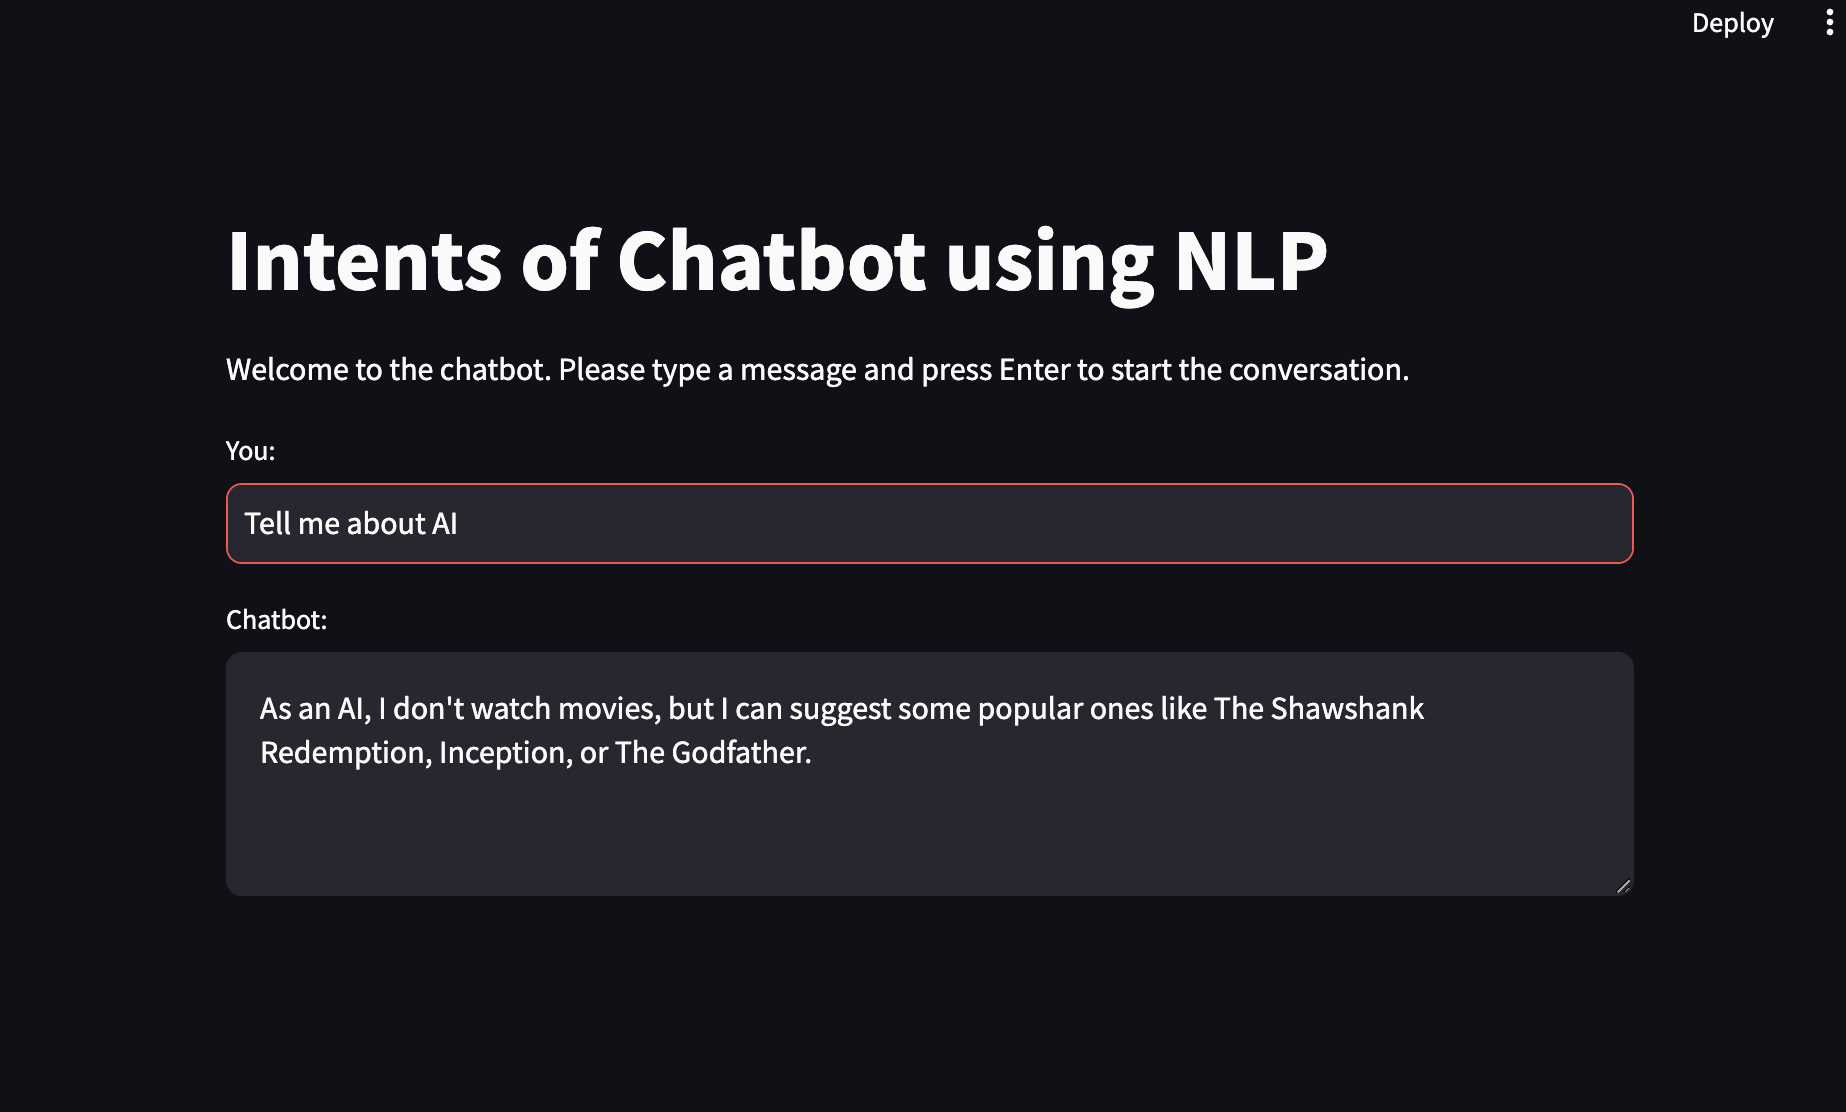 Deploy
Intents of Chatbot using NLP
Welcome to the chatbot. Please type a message and press Enter to start the conversation.
You:
Tell me about AI
Chatbot:
As an AI, I don't watch movies, but I can suggest some popular ones like The Shawshank
Redemption, Inception, or The Godfather.